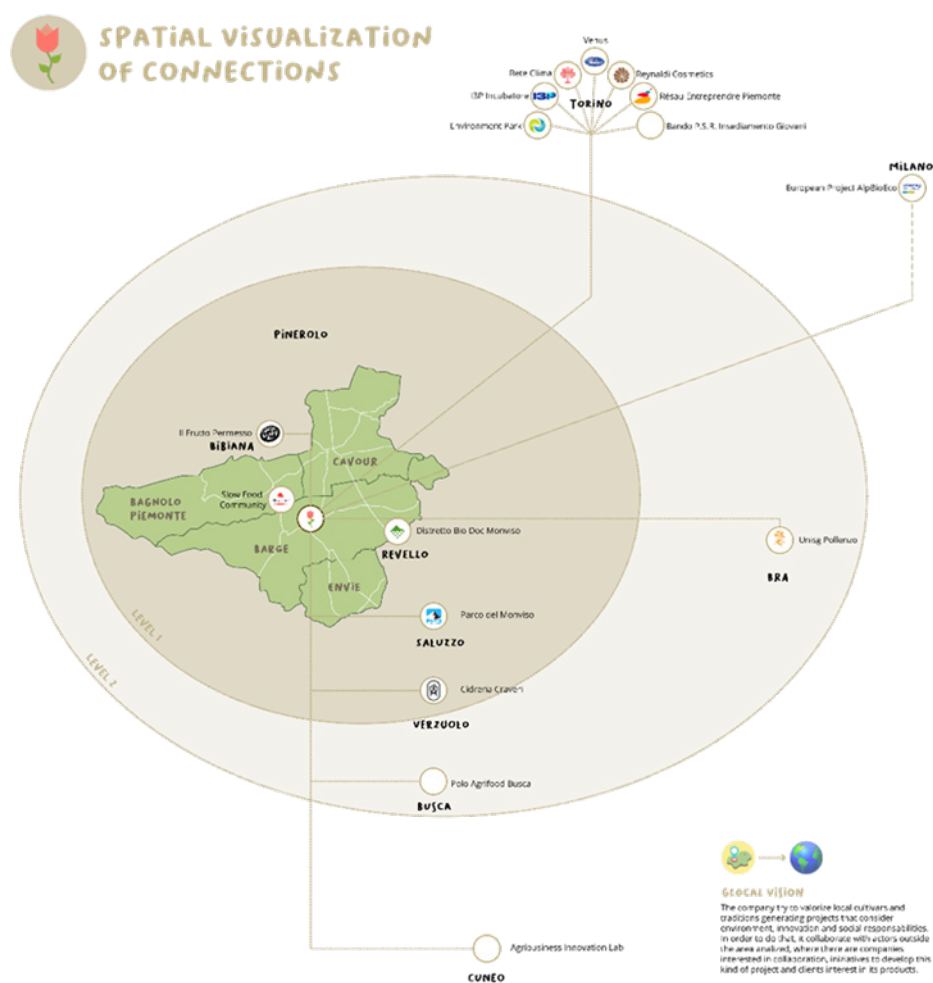 SPATIAL VISUALIZATION
OF CONNECTIONS
Venus
Rete Clima
Reynaldi Cosmetics
I3P Incubatore
I3P
TORINO
Résau Entreprendre Piemonte
Environment Park
Bando P.S.R. Insediamento Giovani
MILANO
European Project AlpBioEco
PINEROLO
Il Frutto Permesso
BIBIANA
CAVOUR
BAGNOLO
PIEMONTE
Slow Food
Community
Distretto Bio Doc Monviso
REVELLO
BARGE
Unisg Pollenzo
BRA
ENVIE
Parco del Monviso
SALUZZO
LEVEL 1
LEVEL 2
Cidreria Craveri
VERZUOLO
Polo Agrifood Busca
BUSCA
GLOCAL VISION
The company try to valorize local cultivars and
traditions generating projects that consider
environment, innovation and social responsabilities.
In order to do that, it collaborate with actors outside
the area analized, where there are companies
interested in collaboration, initiatives to develop this
kind of project and clients interest in its products.
Agribusiness Innovation Lab
CUNEO